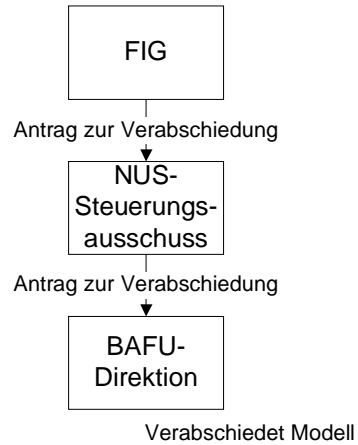 FIG
Antrag zur Verabschiedung
NUS-
Steuerungs-
ausschuss
Antrag zur Verabschiedung
BAFU-
Direktion
Verabschiedet Modell